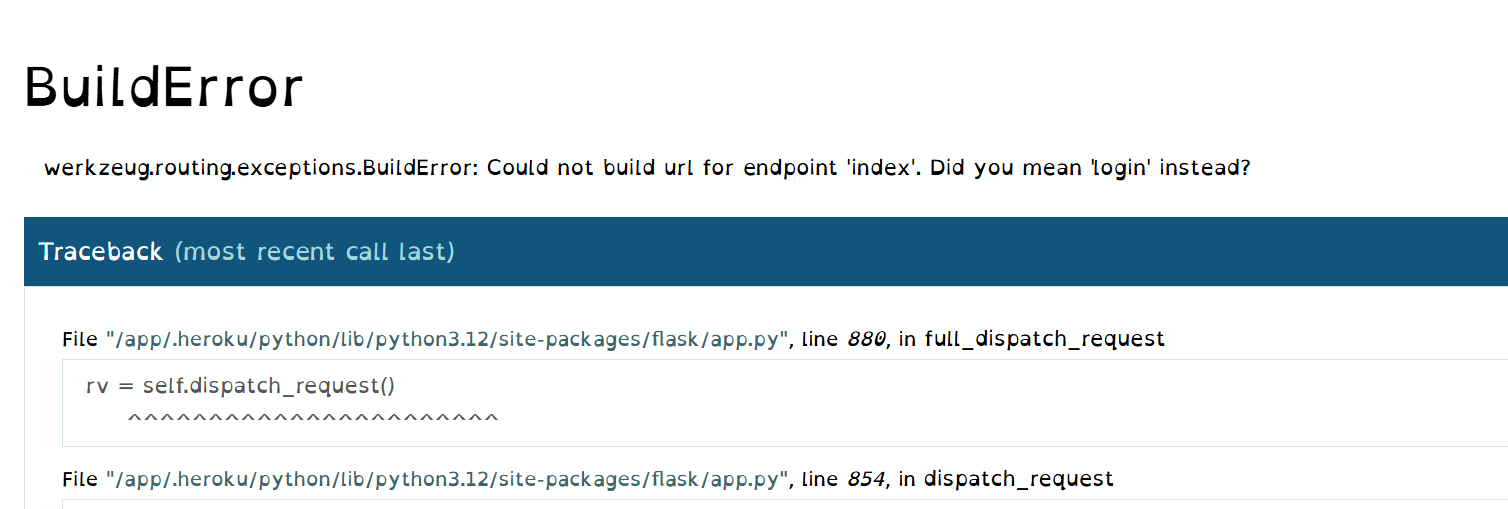 BuildError
werkzeug.routing.exceptions.BuildError: Could not build url for endpoint 'index'. Did you mean 'login' instead?
Traceback (most recent call last)
File "/app/.heroku/python/lib/python3.12/site-packages/flask/app.py", line 880, in full_dispatch_request
rv = self.dispatch_request()
^^^^^^^^^^^^^^^^^^^^^^^
File "/app/.heroku/python/lib/python3.12/site-packages/flask/app.py", line 854, in dispatch_request